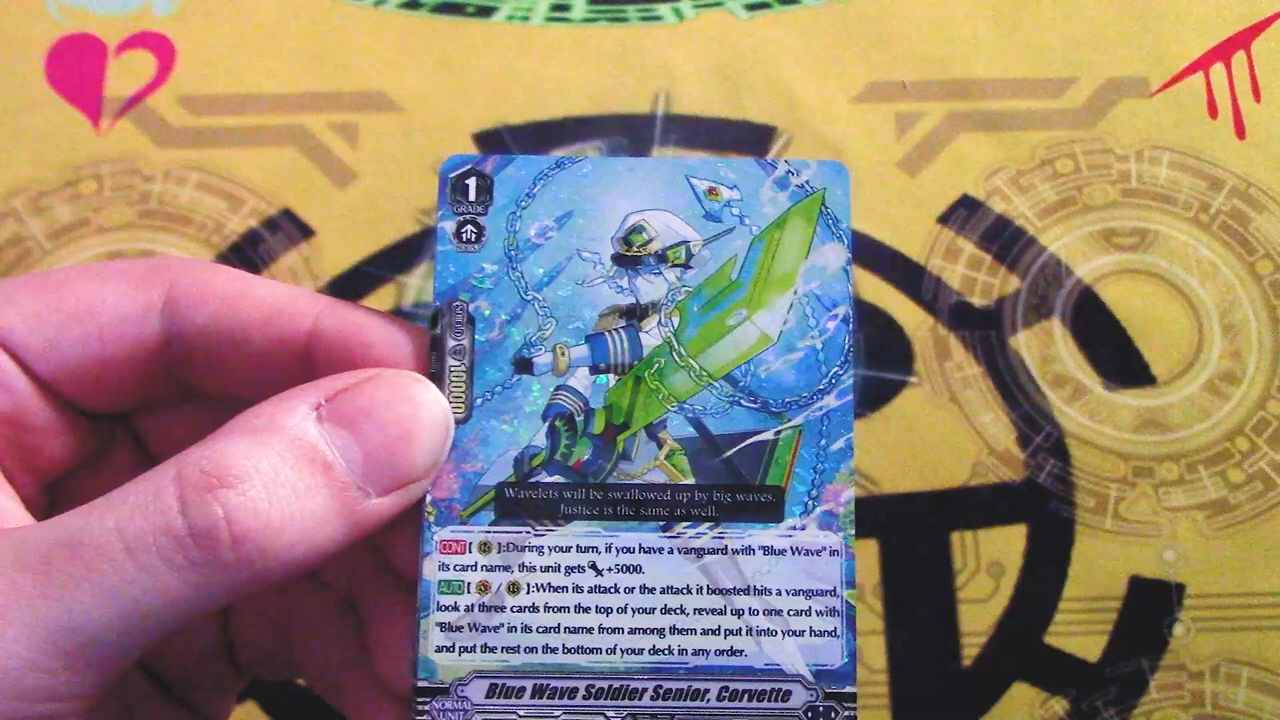 1
GRADE
BOOST
SHIELD
10000
Wavelets will be swallowed up by big waves.
Justice is the same as well.
CONT [ ]:During your turn, if you have a vanguard with "Blue Wave" in
its card name, this unit gets +5000.
AUTO [ / ]:When its attack or the attack it boosted hits a vanguard,
look at three cards from the top of your deck, reveal up to one card with
"Blue Wave" in its card name from among them and put it into your hand,
and put the rest on the bottom of your deck in any order.
Blue Wave Soldier Senior, Corvette
NORMAL
UNIT